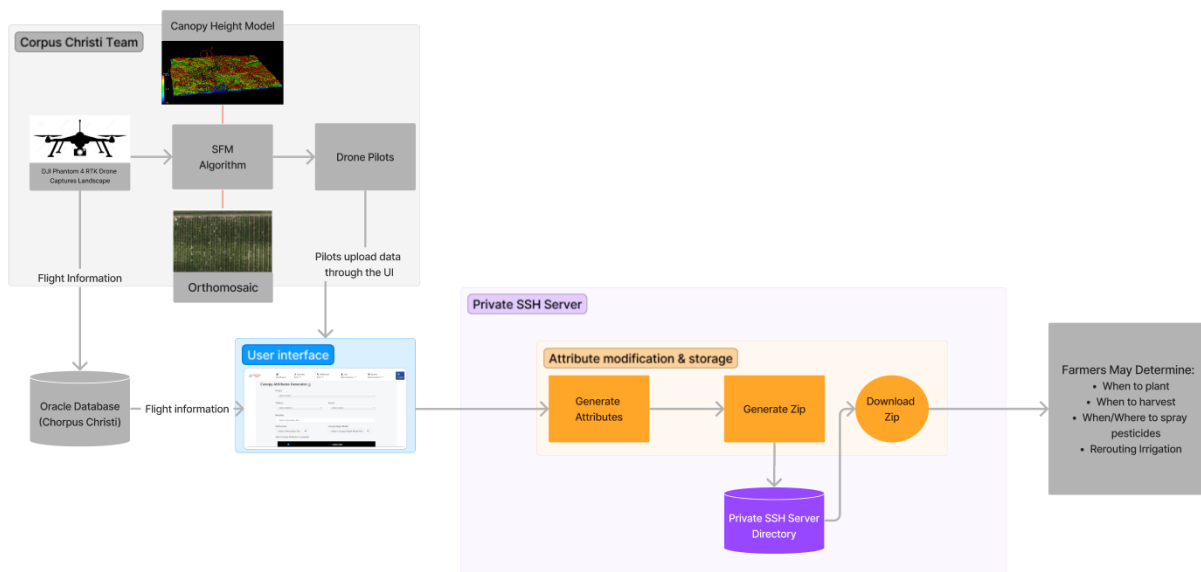 Corpus Christi Team
Canopy Height Model
DJI Phantom 4 RTK Drone
Captures Landscape
SFM
Algorithm
Drone Pilots
Orthomosaic
Flight Information
Pilots upload data
through the UI
Oracle Database
(Chorpus Christi)
Flight information
User interface
Canopy Attributes Generator
Private SSH Server
Attribute modification & storage
Generate
Attributes
Generate Zip
Download
Zip
Private SSH Server
Directory
Farmers May Determine:
• When to plant
• When to harvest
• When/Where to spray
pesticides
• Rerouting Irrigation